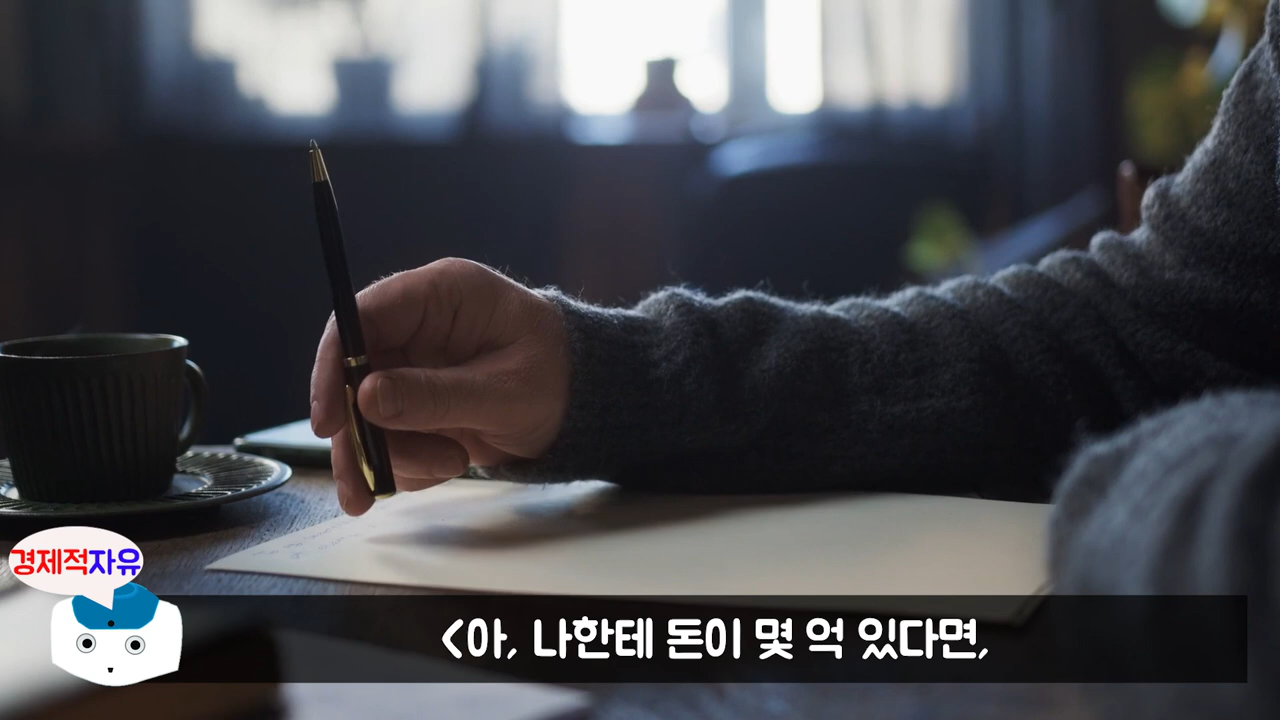 경제적자유
<아, 나한테 돈이 몇 억 있다면,